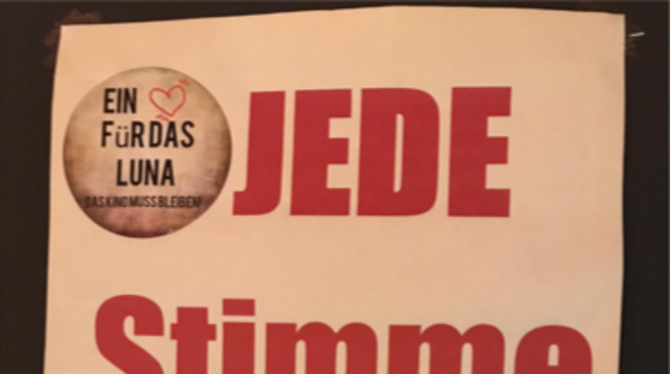 EIN
FüR DAS
LUNA
DAS KINO MUSS BLEIBEN!
JEDE
Stimme